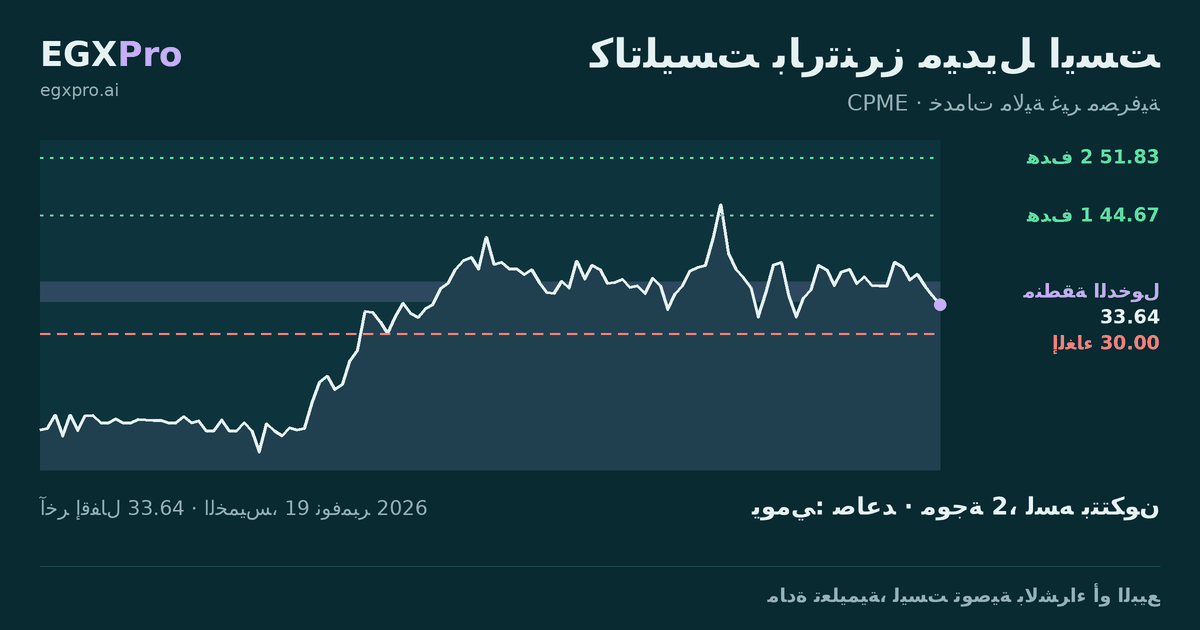 EGXPro
egxpro.ai
كاتليست بارتنرز ميديل ايست
CPME · خدمات مالية غير مصرفية
هدف 2 51.83
هدف 1 44.67
منطقة الدخول
33.64
إلغاء 30.00
يومي: صاعد · موجة 2، لسه بتتكون
آخر إقفال 33.64 · الخميس، 19 نوفمبر 2026
مادة تعليمية، ليست توصية بالشراء أو البيع